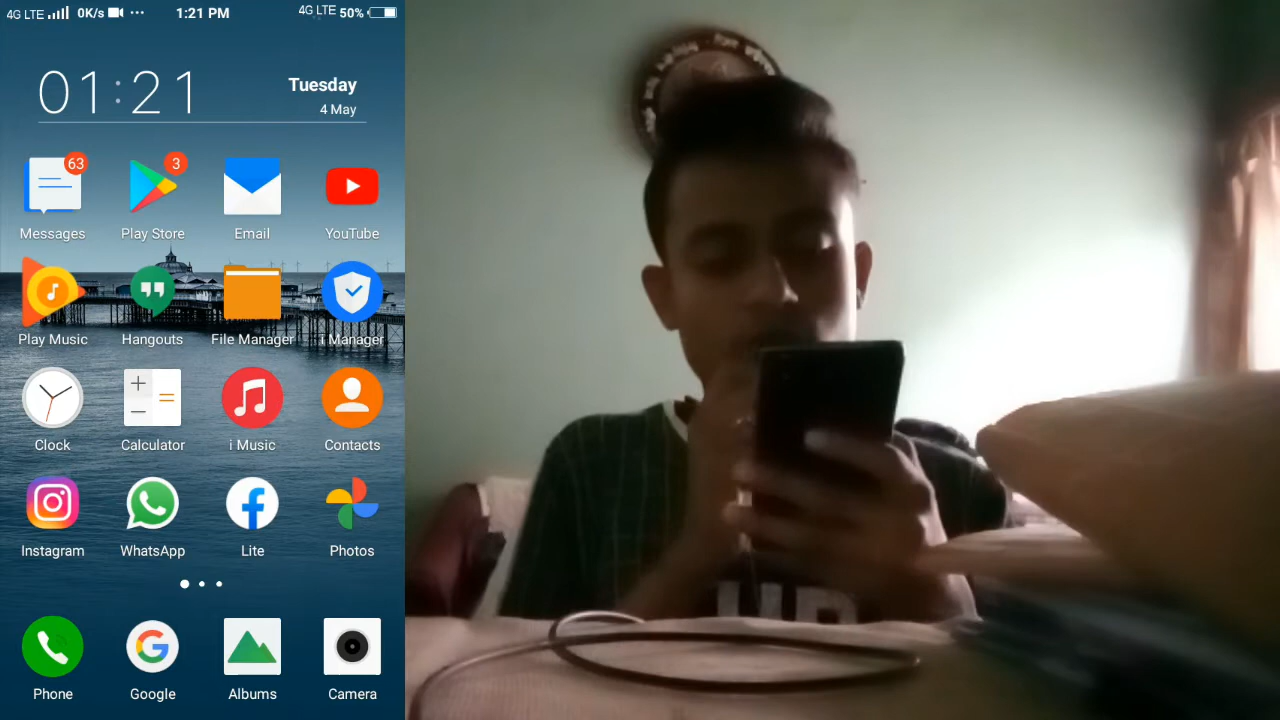 4G LTE 0K/s ... 1:21 PM 4G LTE 50%
01:21
Tuesday
4 May
63 3
Messages Play Store Email YouTube
Play Music Hangouts File Manager i Manager
Clock Calculator i Music Contacts
Instagram WhatsApp Lite Photos
Phone Google Albums Camera